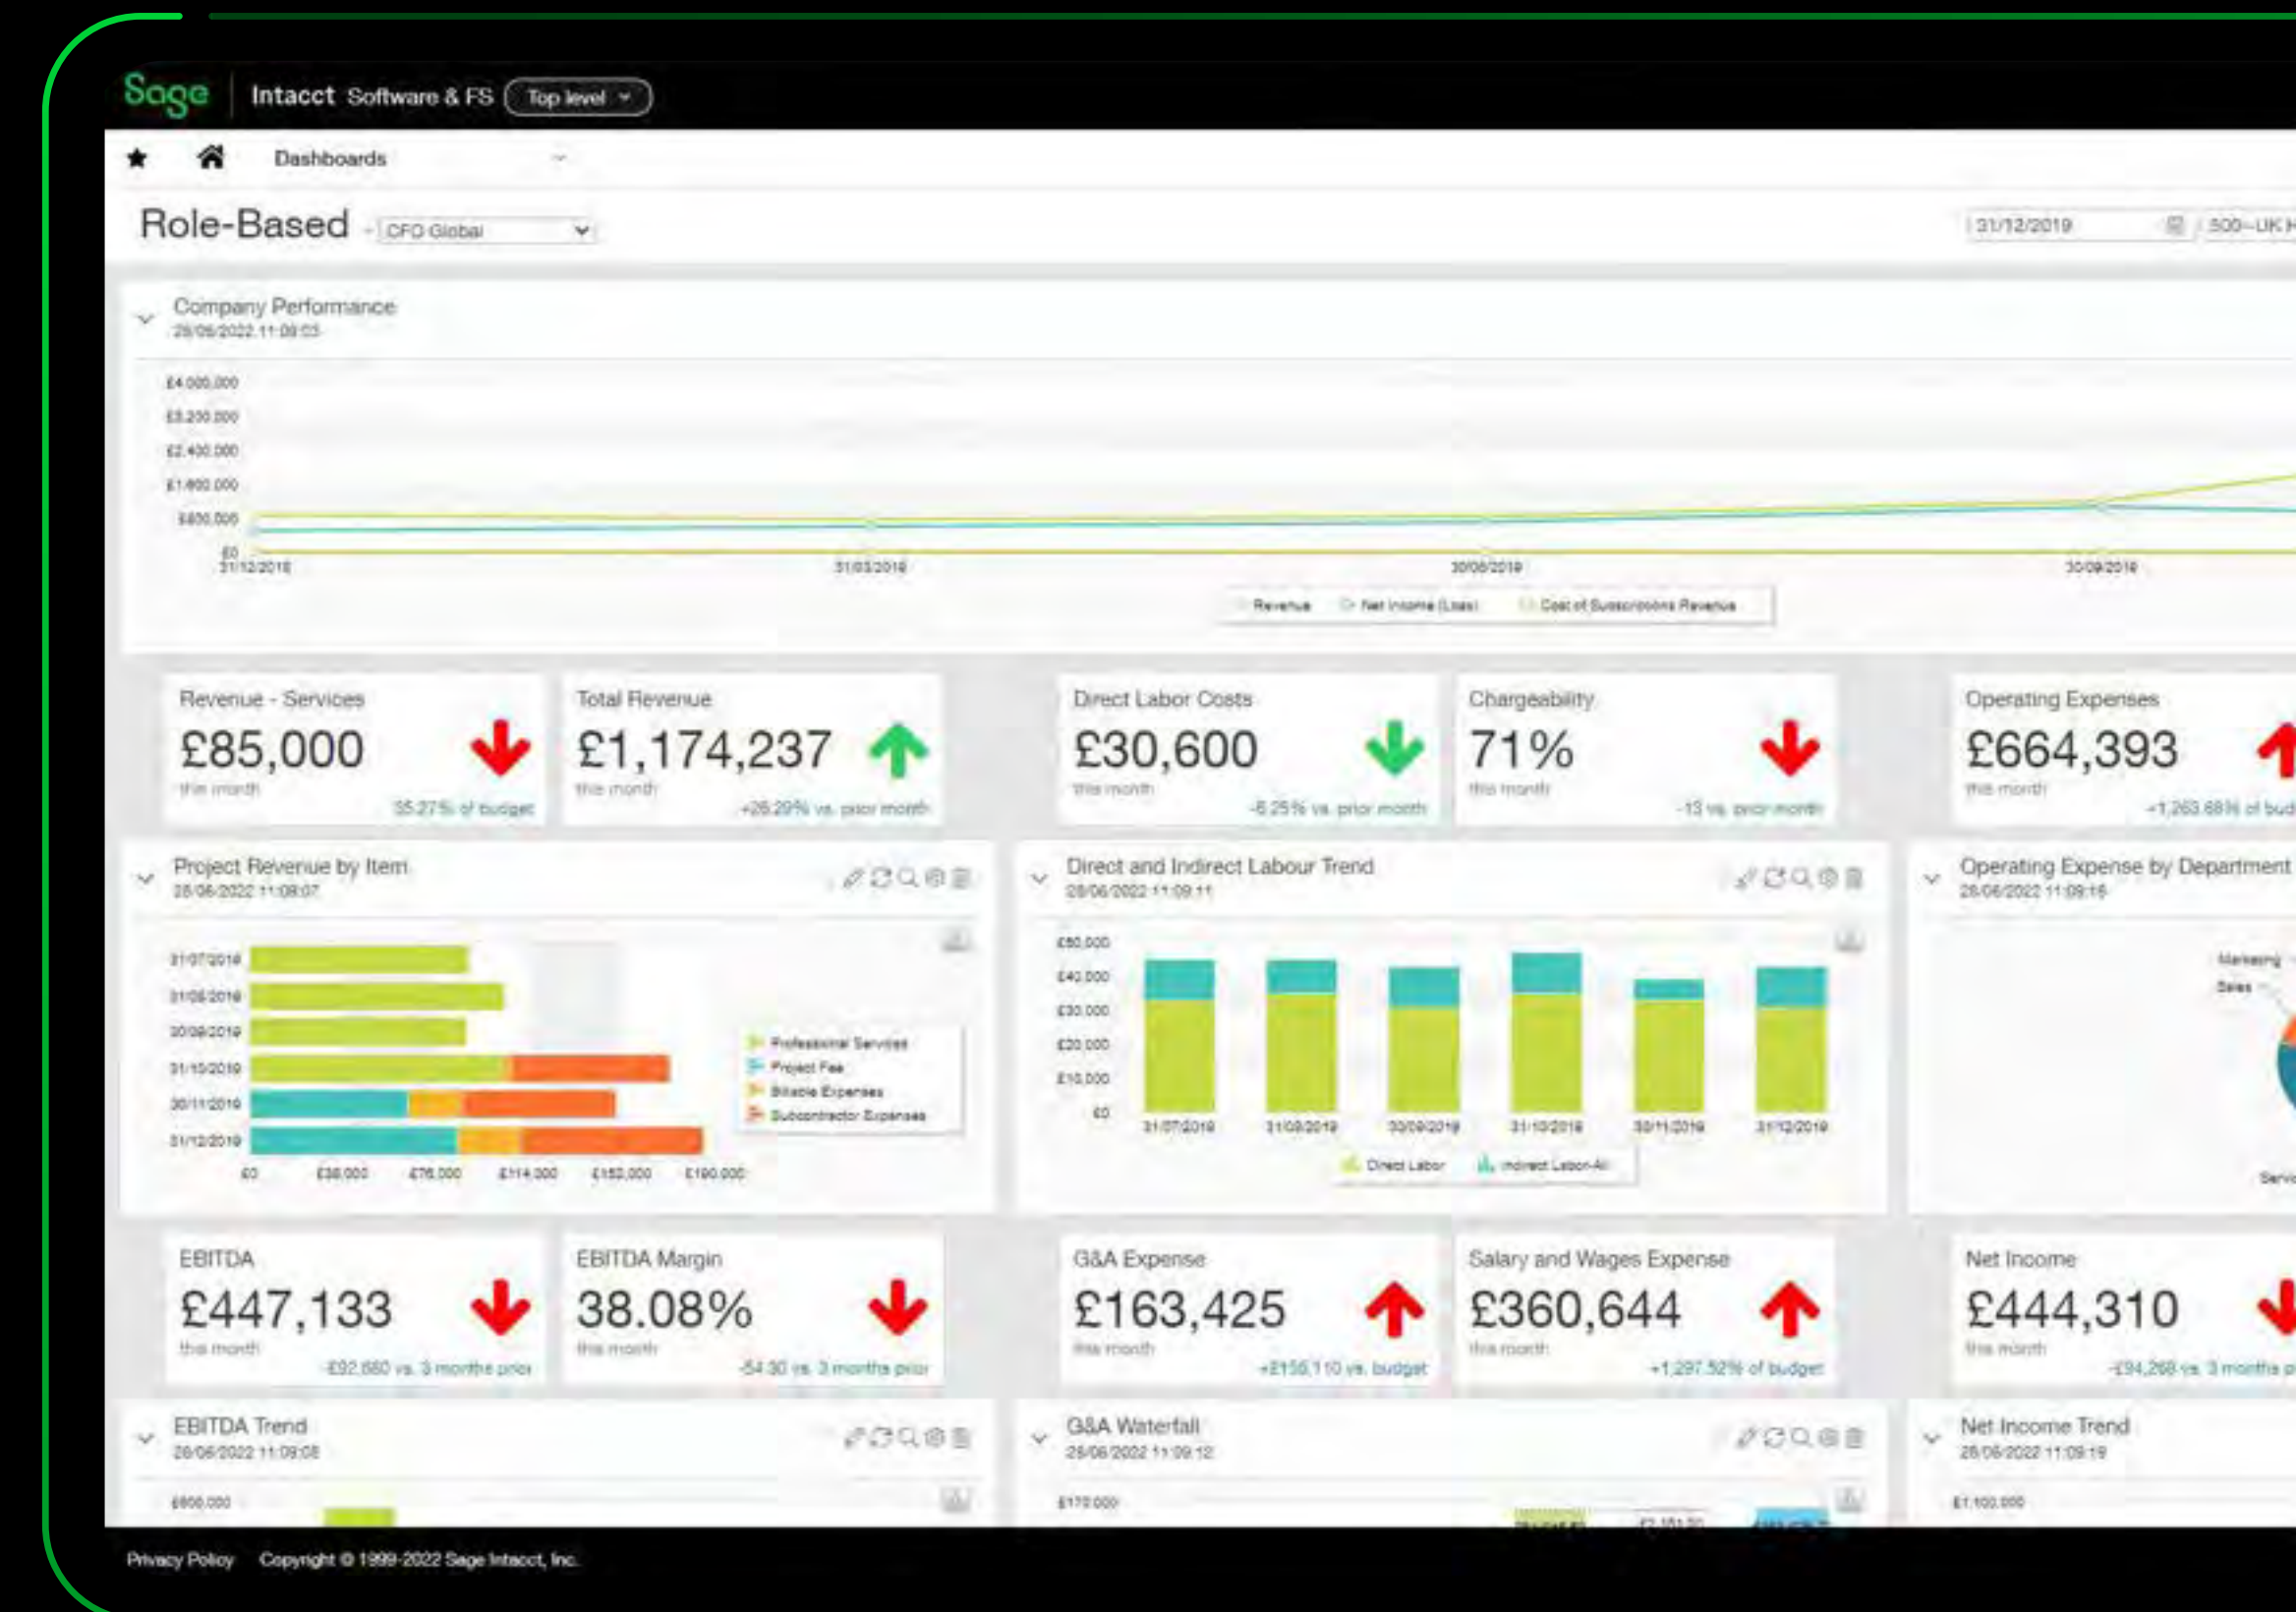 Sage Intacct Software & FS Top level
Dashboards
Role-Based - CFO Global
31/12/2019 500--UK
Company Performance
28/06/2022 11:09:03
£4,000,000
£3,200,000
£2,400,000
£1,600,000
£800,000
£0
31/12/2018 31/03/2019 30/06/2019 30/09/2019
Revenue Net Income (Loss) Cost of Subscriptions Revenue
Revenue - Services
£85,000
this month
35.27% of budget
Total Revenue
£1,174,237
this month
+26.29% vs. prior month
Direct Labor Costs
£30,600
this month
-6.25% vs. prior month
Chargeability
71%
this month
-13 vs. prior month
Operating Expenses
£664,393
this month
+1,263.68% of bud
Project Revenue by Item
28/06/2022 11:09:07
31/07/2019
31/08/2019
30/09/2019
31/10/2019
30/11/2019
31/12/2019
£0 £38,000 £76,000 £114,000 £152,000 £190,000
Professional Services
Project Fee
Billable Expenses
Subcontractor Expenses
Direct and Indirect Labour Trend
28/06/2022 11:09:11
£50,000
£40,000
£30,000
£20,000
£10,000
£0
31/07/2019 31/08/2019 30/09/2019 31/10/2019 30/11/2019 31/12/2019
Direct Labor Indirect Labor-All
Operating Expense by Department
28/06/2022 11:09:16
Marketing
Sales
Servi
EBITDA
£447,133
this month
-£92,680 vs. 3 months prior
EBITDA Margin
38.08%
this month
-54.30 vs. 3 months prior
G&A Expense
£163,425
this month
+£156,110 vs. budget
Salary and Wages Expense
£360,644
this month
+1,297.52% of budget
Net Income
£444,310
this month
-£94,268 vs. 3 months p
EBITDA Trend
28/06/2022 11:09:08
£600,000
G&A Waterfall
28/06/2022 11:09:12
£170,000
Net Income Trend
28/06/2022 11:09:19
£1,100,000
Privacy Policy Copyright © 1999-2022 Sage Intacct, Inc.